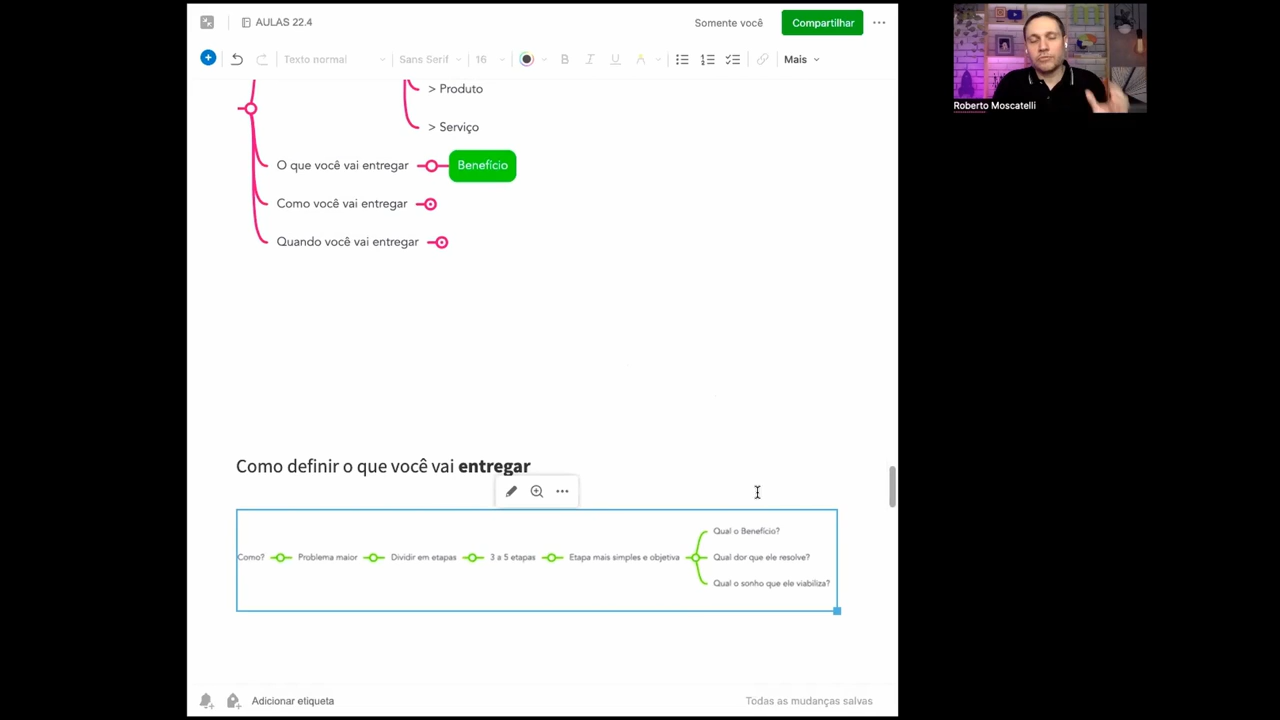 AULAS 22.4
Somente você
Compartilhar
Texto normal
Sans Serif
16
B
I
U
A
Mais
> Produto
> Serviço
O que você vai entregar
Benefício
Como você vai entregar
Quando você vai entregar
Como definir o que você vai entregar
Como?
Problema maior
Dividir em etapas
3 a 5 etapas
Etapa mais simples e objetiva
Qual o Benefício?
Qual dor que ele resolve?
Qual o sonho que ele viabiliza?
Adicionar etiqueta
Todas as mudanças salvas
Roberto Moscatelli